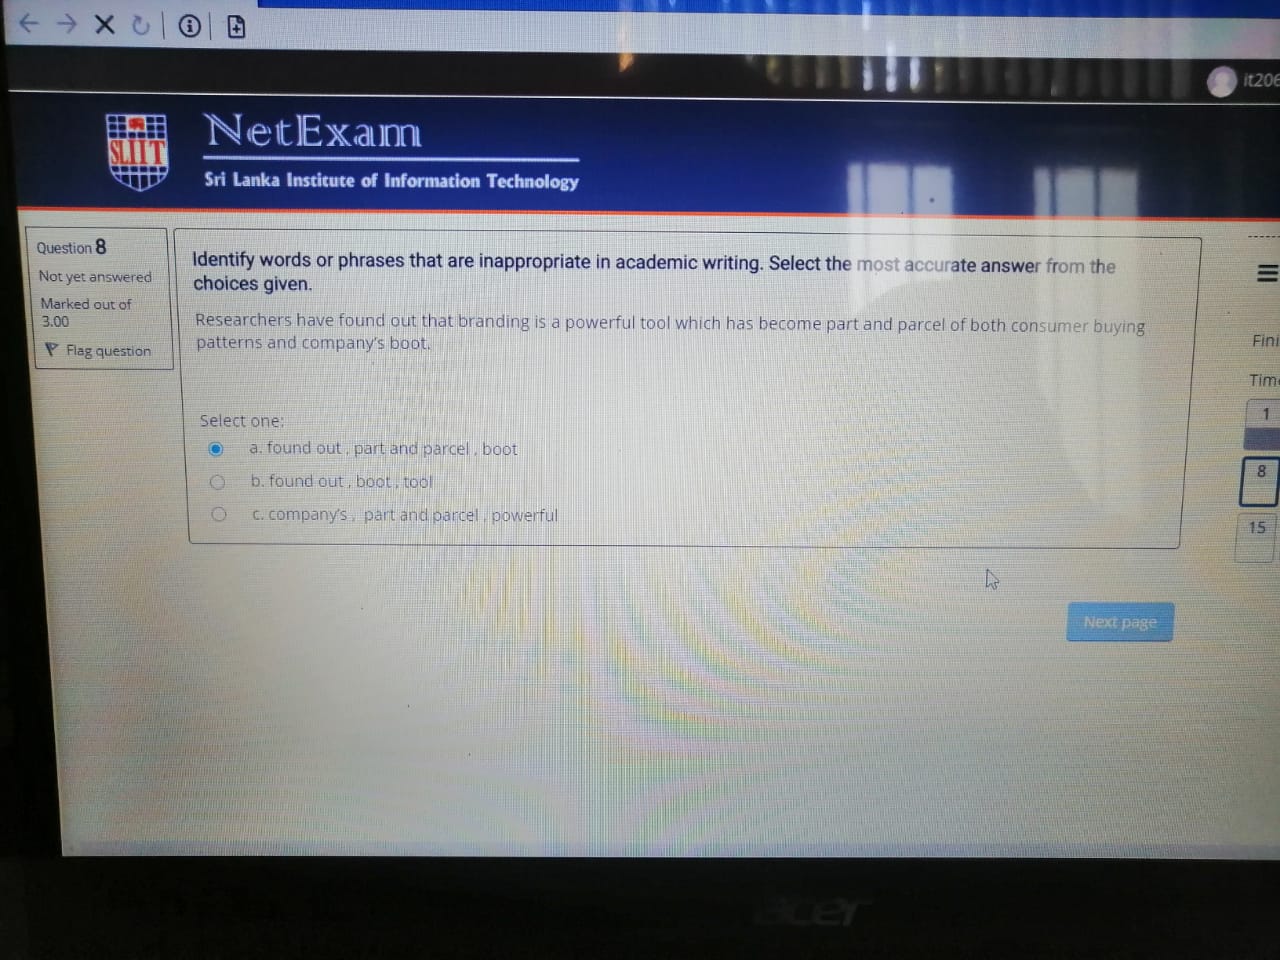 it206
SLIIT
NetExam
Sri Lanka Institute of Information Technology
Question 8
Not yet answered
Marked out of
3.00
Flag question
Identify words or phrases that are inappropriate in academic writing. Select the most accurate answer from the
choices given.
Researchers have found out that branding is a powerful tool which has become part and parcel of both consumer buying
patterns and company's boot.
Select one:
a. found out , part and parcel , boot
b. found out , boot , tool
c. company's , part and parcel , powerful
Next page
Fini
Time
1
8
15
acer